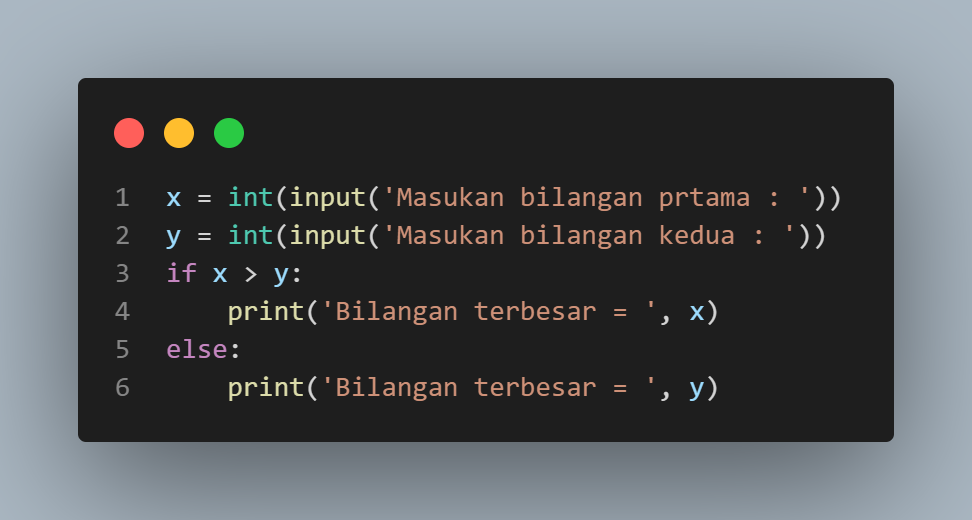 1 x = int(input('Masukan bilangan prtama : '))
2 y = int(input('Masukan bilangan kedua : '))
3 if x > y:
4     print('Bilangan terbesar = ', x)
5 else:
6     print('Bilangan terbesar = ', y)